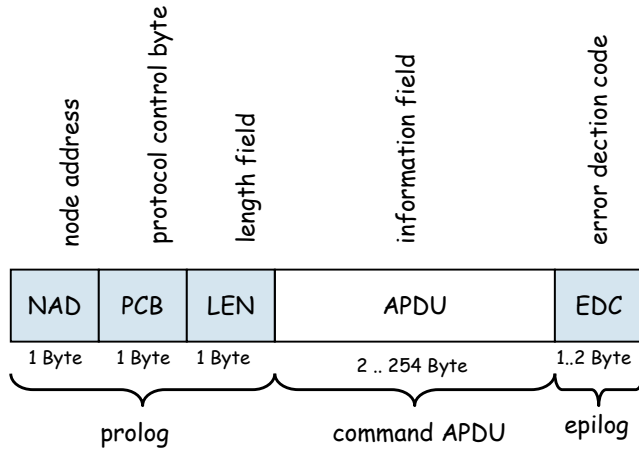 node address
protocol control byte
length field
information field
error dection code
NAD PCB LEN APDU EDC
1 Byte 1 Byte 1 Byte 2 .. 254 Byte 1..2 Byte
prolog command APDU epilog